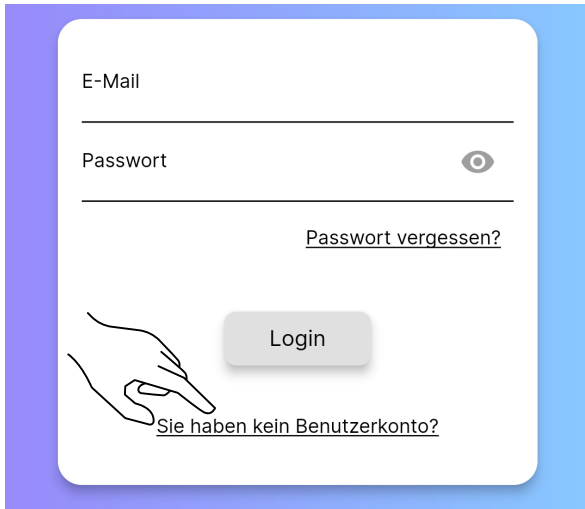 E-Mail
Passwort
Passwort vergessen?
Login
Sie haben kein Benutzerkonto?